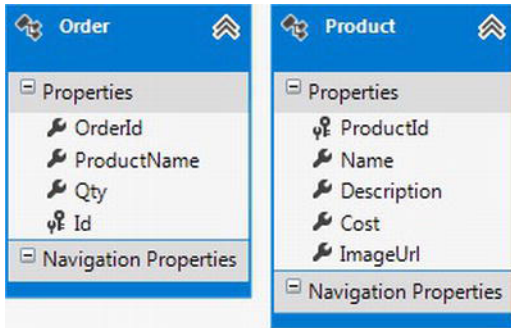 Order
Properties
OrderId
ProductName
Qty
Id
Navigation Properties
Product
Properties
ProductId
Name
Description
Cost
ImageUrl
Navigation Properties